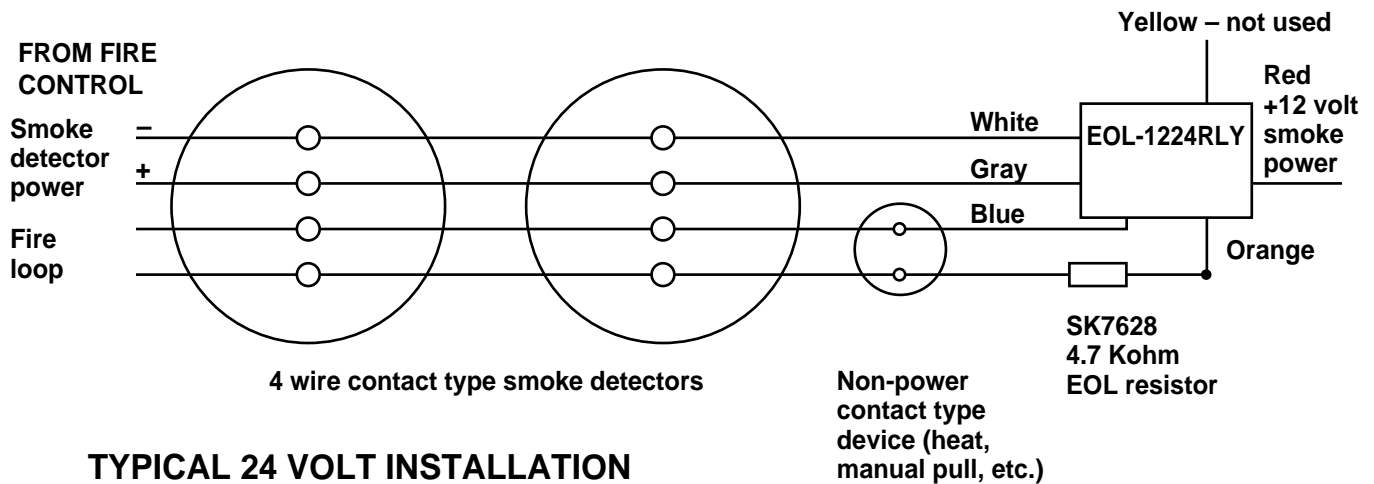 Yellow – not used
FROM FIRE
CONTROL
Smoke
detector
power
–
+
Fire
loop
White
Gray
Blue
EOL-1224RLY
Red
+12 volt
smoke
power
Orange
SK7628
4.7 Kohm
EOL resistor
4 wire contact type smoke detectors
Non-power
contact type
device (heat,
manual pull, etc.)
TYPICAL 24 VOLT INSTALLATION